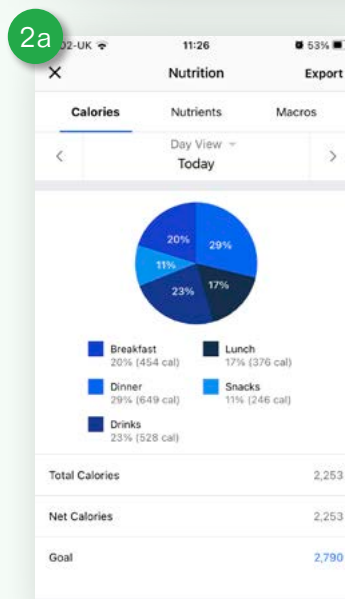 2a
O2-UK 11:26 53%
× Nutrition Export
Calories Nutrients Macros
Day View
< Today >
20% 29%
11% 17%
23%
Breakfast Lunch
20% (454 cal) 17% (376 cal)
Dinner Snacks
29% (649 cal) 11% (246 cal)
Drinks
23% (528 cal)
Total Calories 2,253
Net Calories 2,253
Goal 2,790